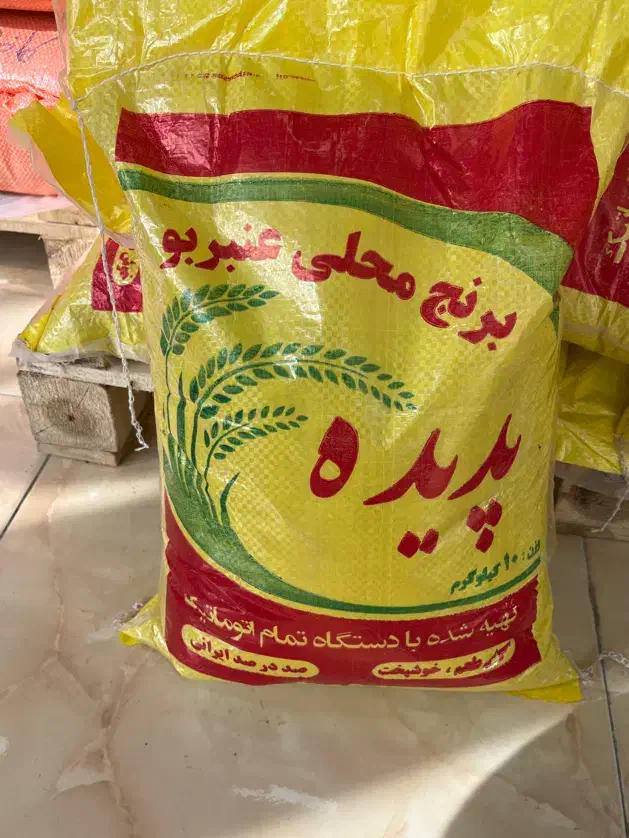 برنج محلی عنبربو
پدیده
وزن : ۱۰ کیلوگرم
تهیه شده با دستگاه تمام اتوماتیک
طعم ، خوشپخت
صد در صد ایرانی